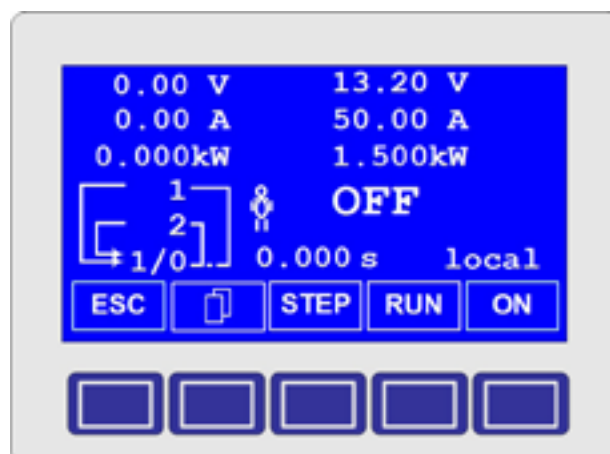 0.00 V 13.20 V
0.00 A 50.00 A
0.000kW 1.500kW
1 OFF
2
1/0 0.000 s local
ESC STEP RUN ON